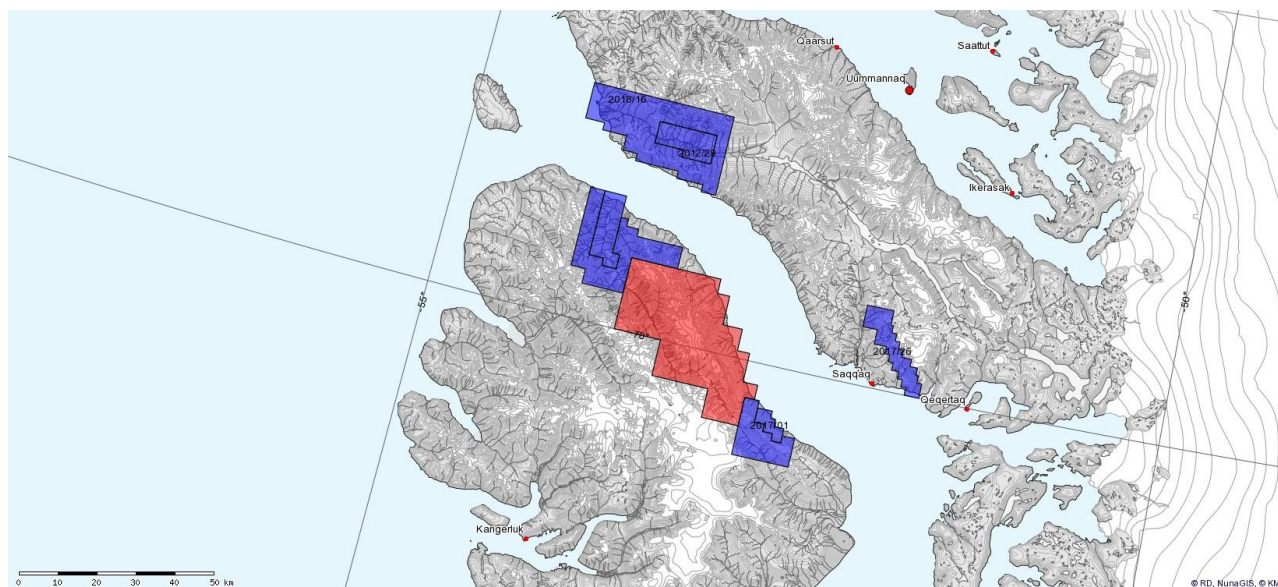 Qaarsut
Saattut
Uummannaq
2018/16
2012/29
Ikerasak
-55°
-50°
70°
2017/26
Saqqaq
Qeqertaq
2017/01
Kangerluk
0 10 20 30 40 50 km
© RD, NunaGIS, © KM